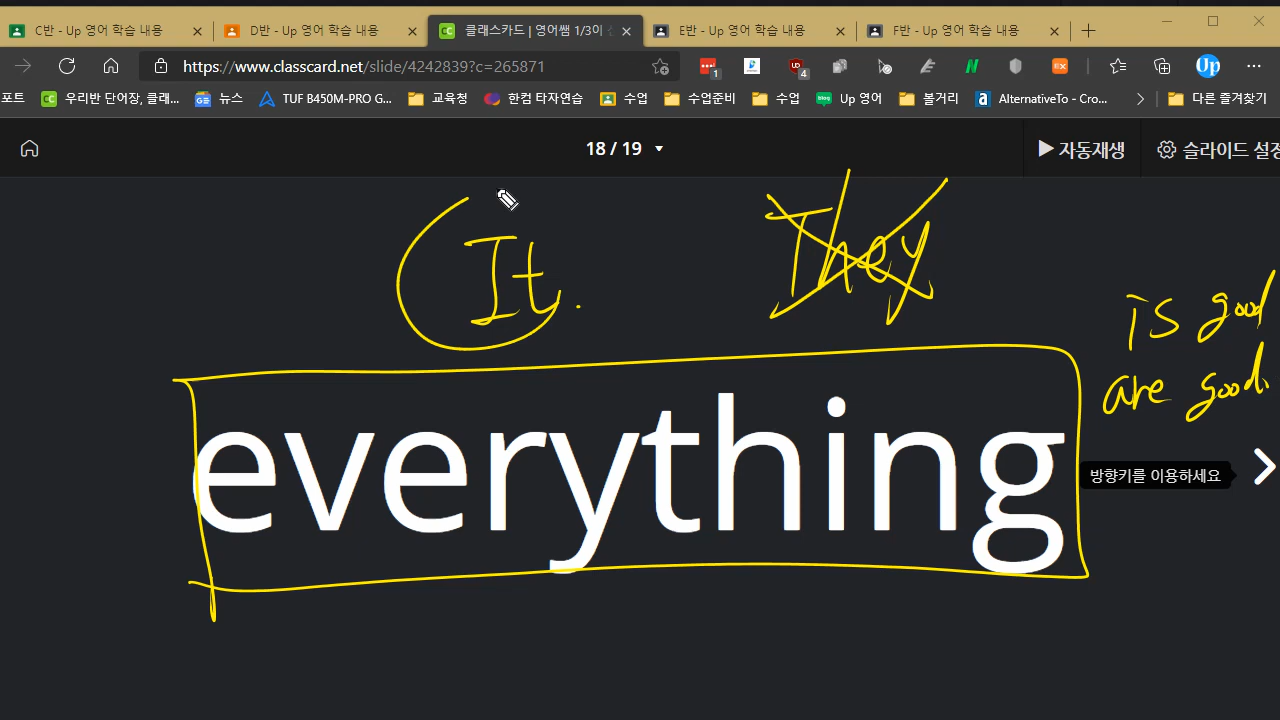 C반 - Up 영어 학습 내용
D반 - Up 영어 학습 내용
클래스카드 | 영어쌤 1/3이
E반 - Up 영어 학습 내용
F반 - Up 영어 학습 내용
https://www.classcard.net/slide/4242839?c=265871
1
4
Up
포트
우리반 단어장, 클래...
뉴스
TUF B450M-PRO G...
교육청
한컴 타자연습
수업
수업준비
수업
Up 영어
볼거리
AlternativeTo - Cro...
다른 즐겨찾기
18 / 19
자동재생
슬라이드 설정
It.
They
is good
are good.
everything
방향키를 이용하세요